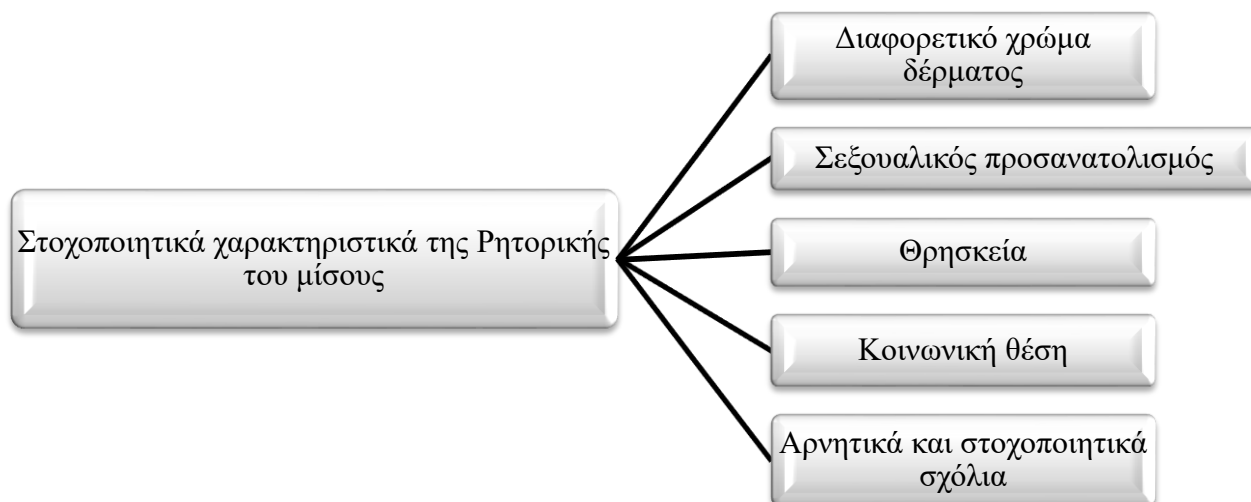 Στοχοποιητικά χαρακτηριστικά της Ρητορικής
του μίσους
Διαφορετικό χρώμα
δέρματος
Σεξουαλικός προσανατολισμός
Θρησκεία
Κοινωνική θέση
Αρνητικά και στοχοποιητικά
σχόλια